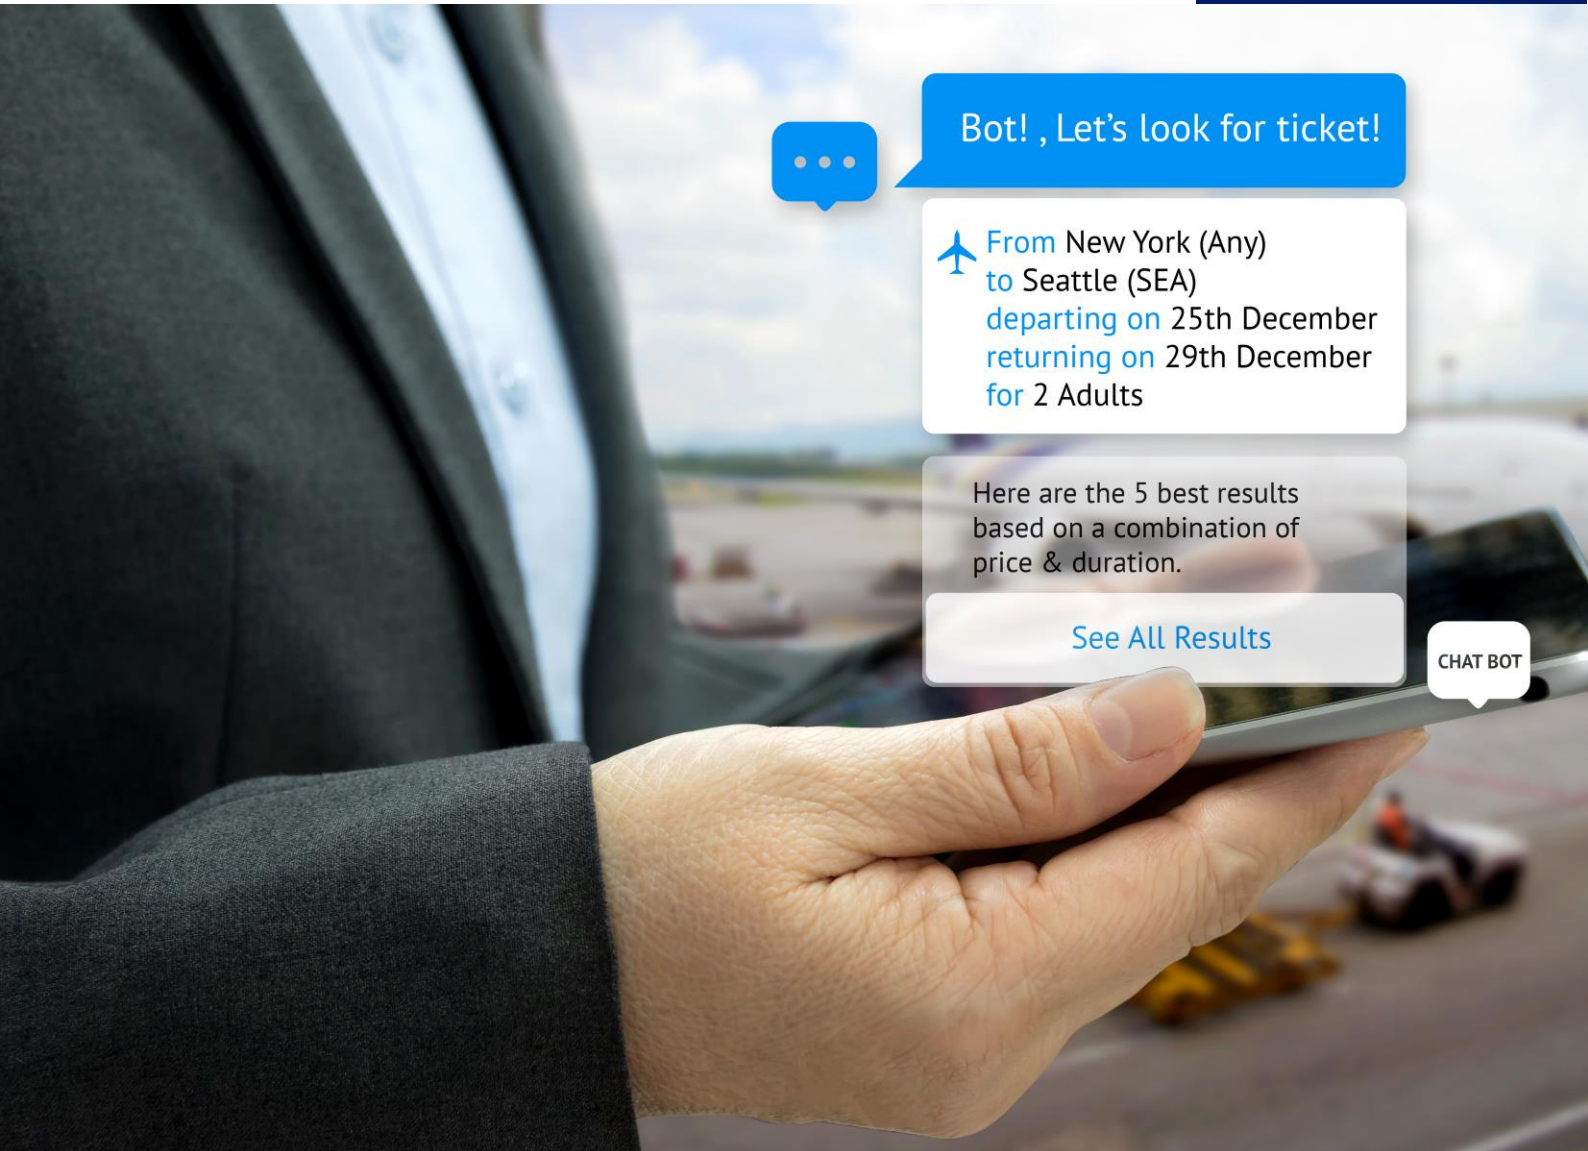 Bot! , Let's look for ticket!
From New York (Any)
to Seattle (SEA)
departing on 25th December
returning on 29th December
for 2 Adults
Here are the 5 best results
based on a combination of
price & duration.
See All Results
CHAT BOT